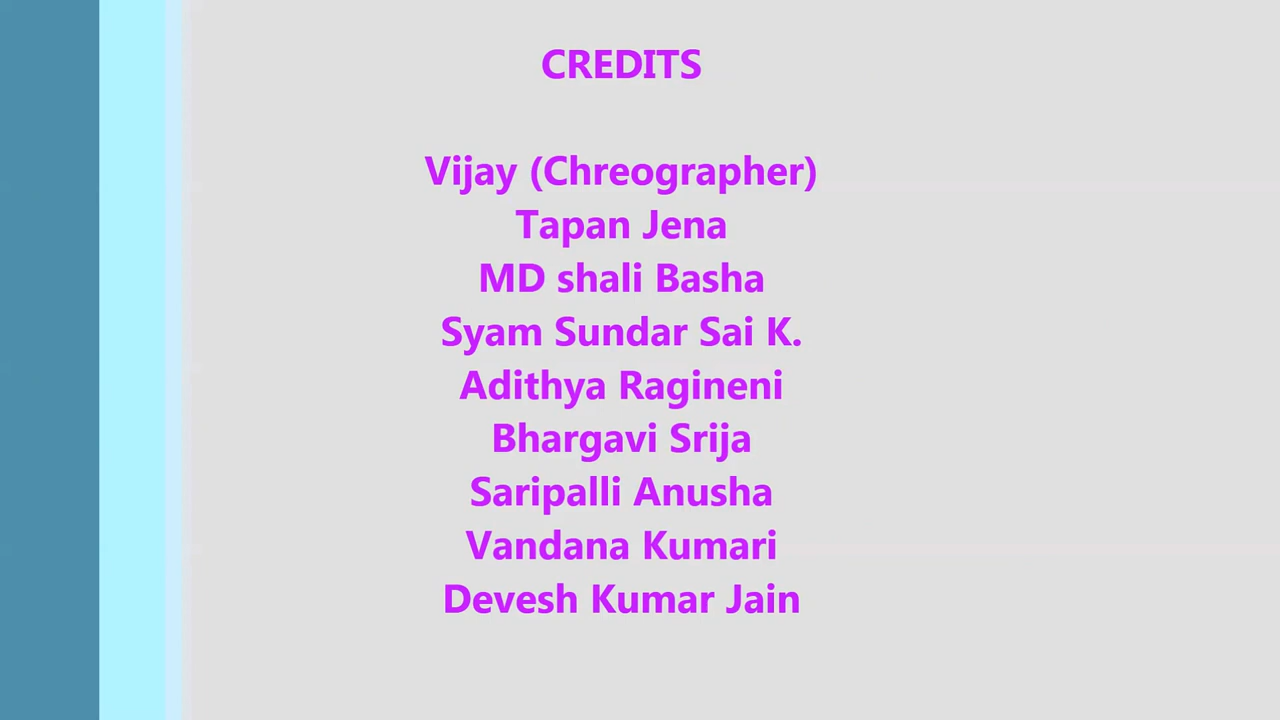 CREDITS
Vijay (Chreographer)
Tapan Jena
MD shali Basha
Syam Sundar Sai K.
Adithya Ragineni
Bhargavi Srija
Saripalli Anusha
Vandana Kumari
Devesh Kumar Jain